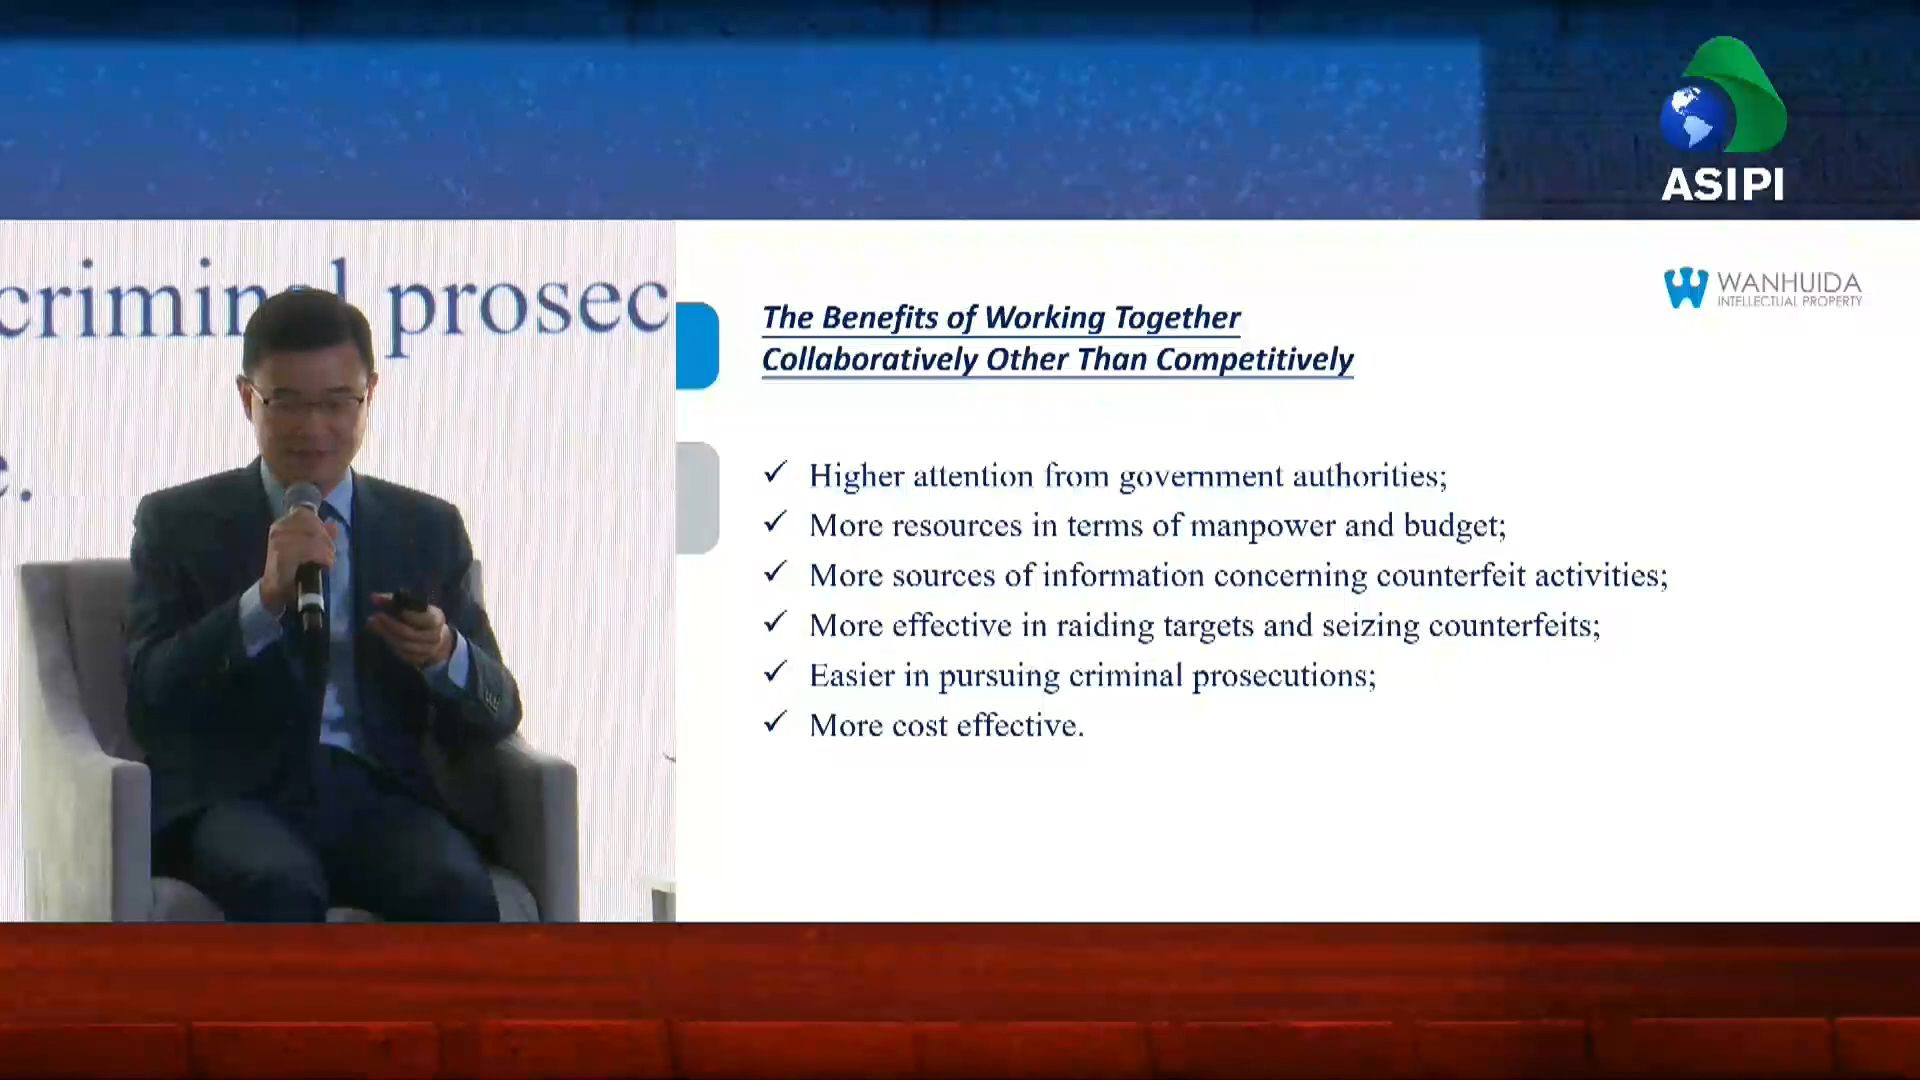 ASIPI
criminal prosec
e.
WANHUIDA
INTELLECTUAL PROPERTY
The Benefits of Working Together
Collaboratively Other Than Competitively
✓ Higher attention from government authorities;
✓ More resources in terms of manpower and budget;
✓ More sources of information concerning counterfeit activities;
✓ More effective in raiding targets and seizing counterfeits;
✓ Easier in pursuing criminal prosecutions;
✓ More cost effective.